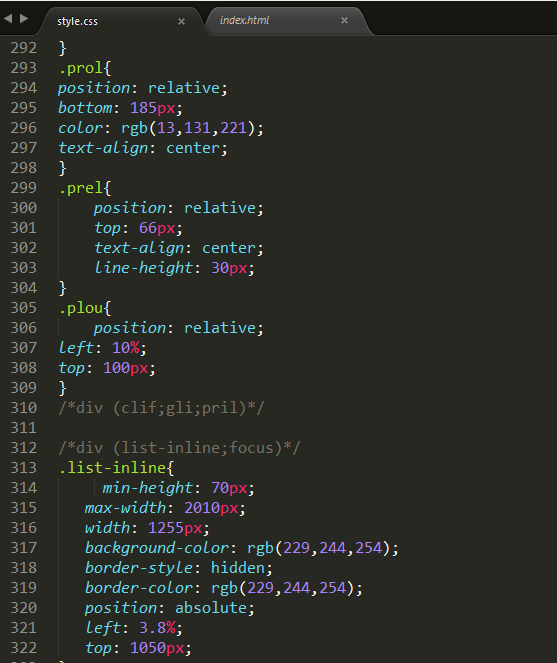 style.css × index.html ×
292 }
293 .prol{
294 position: relative;
295 bottom: 185px;
296 color: rgb(13,131,221);
297 text-align: center;
298 }
299 .prel{
300 position: relative;
301 top: 66px;
302 text-align: center;
303 line-height: 30px;
304 }
305 .plou{
306 position: relative;
307 left: 10%;
308 top: 100px;
309 }
310 /*div (clif;gli;pril)*/
311
312 /*div (list-inline;focus)*/
313 .list-inline{
314 min-height: 70px;
315 max-width: 2010px;
316 width: 1255px;
317 background-color: rgb(229,244,254);
318 border-style: hidden;
319 border-color: rgb(229,244,254);
320 position: absolute;
321 left: 3.8%;
322 top: 1050px;